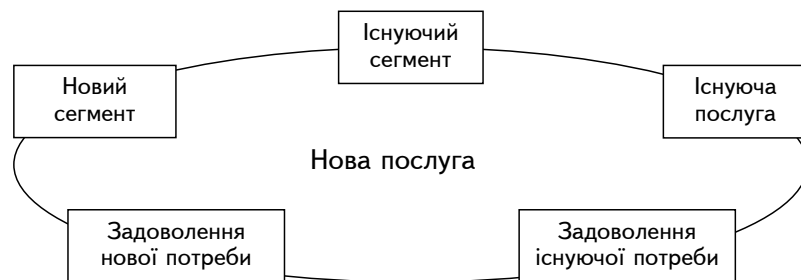 Існуючий
сегмент
Новий
сегмент
Існуюча
послуга
Нова послуга
Задоволення
нової потреби
Задоволення
існуючої потреби